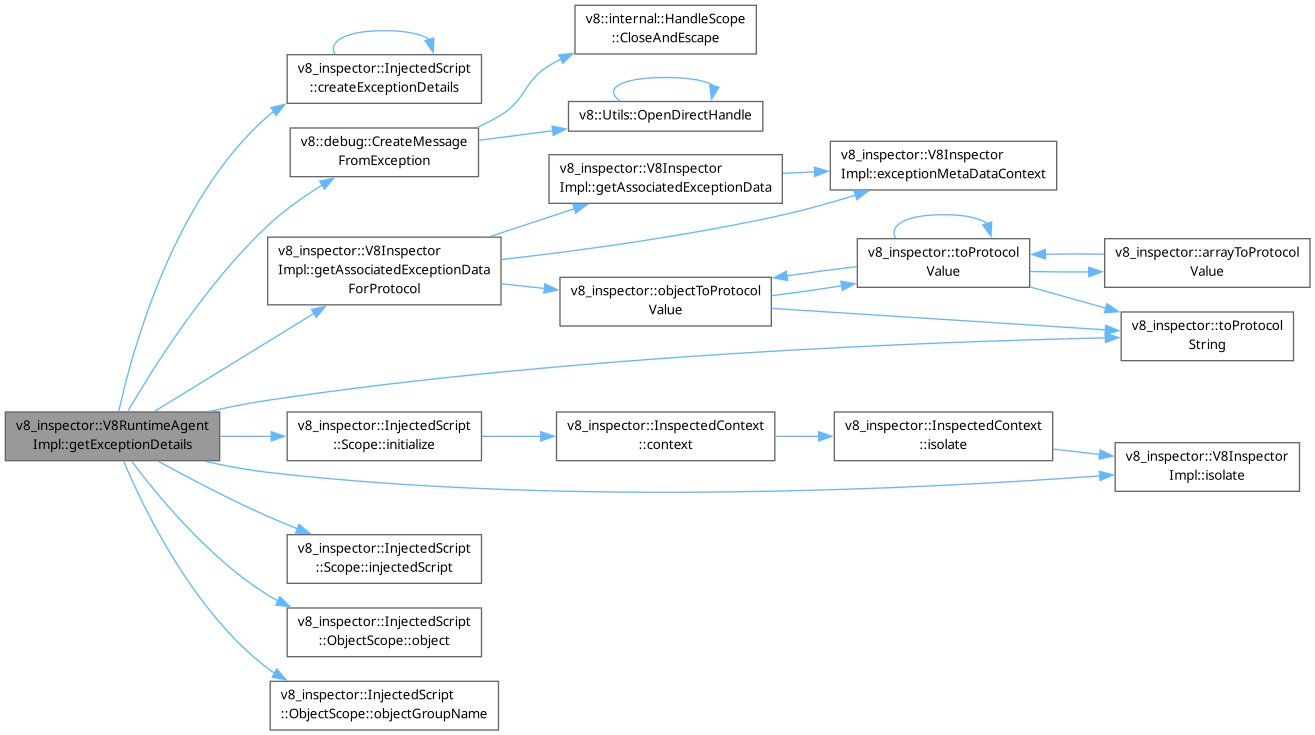 v8::internal::HandleScope
::CloseAndEscape
v8_inspector::InjectedScript
::createExceptionDetails
v8::Utils::OpenDirectHandle
v8::debug::CreateMessage
FromException
v8_inspector::V8Inspector
Impl::exceptionMetaDataContext
v8_inspector::V8Inspector
Impl::getAssociatedExceptionData
v8_inspector::V8Inspector
Impl::getAssociatedExceptionData
ForProtocol
v8_inspector::toProtocol
Value
v8_inspector::arrayToProtocol
Value
v8_inspector::objectToProtocol
Value
v8_inspector::toProtocol
String
v8_inspector::V8RuntimeAgent
Impl::getExceptionDetails
v8_inspector::InjectedScript
::Scope::initialize
v8_inspector::InspectedContext
::context
v8_inspector::InspectedContext
::isolate
v8_inspector::V8Inspector
Impl::isolate
v8_inspector::InjectedScript
::Scope::injectedScript
v8_inspector::InjectedScript
::ObjectScope::object
v8_inspector::InjectedScript
::ObjectScope::objectGroupName